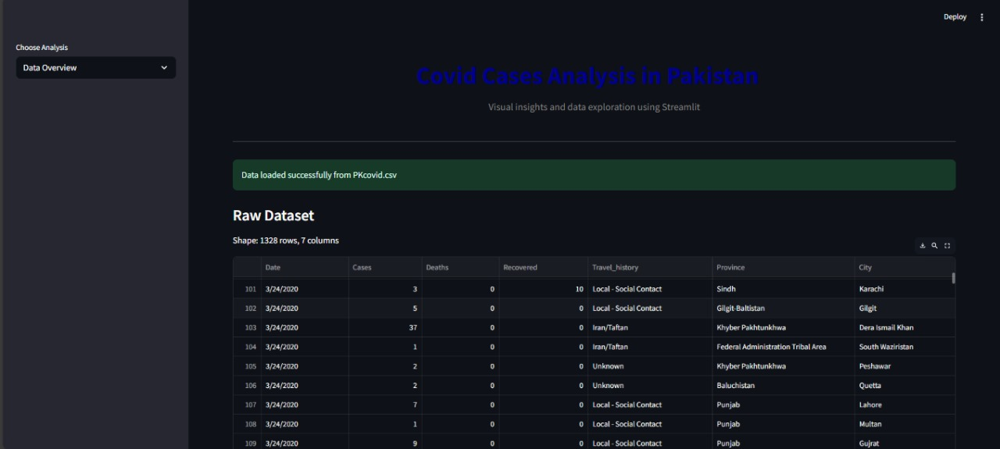 Deploy
Choose Analysis
Data Overview
Covid Cases Analysis in Pakistan
Visual insights and data exploration using Streamlit
Data loaded successfully from PKcovid.csv
Raw Dataset
Shape: 1328 rows, 7 columns
Date Cases Deaths Recovered Travel_history Province City
101 3/24/2020 3 0 10 Local - Social Contact Sindh Karachi
102 3/24/2020 5 0 0 Local - Social Contact Gilgit-Baltistan Gilgit
103 3/24/2020 37 0 0 Iran/Taftan Khyber Pakhtunkhwa Dera Ismail Khan
104 3/24/2020 1 0 0 Iran/Taftan Federal Administration Tribal Area South Waziristan
105 3/24/2020 2 0 0 Unknown Khyber Pakhtunkhwa Peshawar
106 3/24/2020 2 0 0 Unknown Baluchistan Quetta
107 3/24/2020 7 0 0 Local - Social Contact Punjab Lahore
108 3/24/2020 1 0 0 Local - Social Contact Punjab Multan
109 3/24/2020 9 0 0 Local - Social Contact Punjab Gujrat